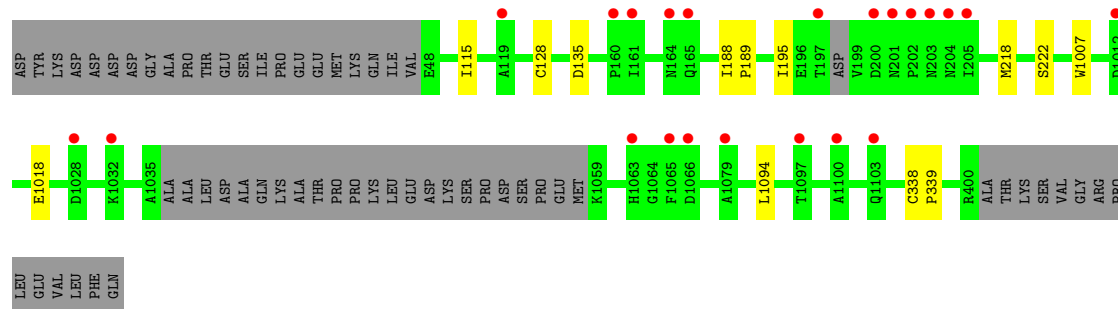 ASP TYR LYS ASP ASP ASP ASP GLY ALA PRO THR GLU SER ILE PRO GLU GLU MET LYS GLN ILE VAL E48 I115 A119 C128 D135 P160 I161 N164 Q165 I188 P189 I195 E196 T197 ASP V199 D200 N201 P202 N203 N204 I205 M218 S222 W1007 D1012
E1018 D1028 K1032 A1035 ALA ALA LEU ASP ALA GLN LYS ALA THR PRO PRO LYS LEU GLU ASP LYS SER PRO ASP SER PRO GLU MET K1059 H1063 G1064 F1065 D1066 A1079 L1094 T1097 A1100 Q1103 C338 P339 R400 ALA THR LYS SER VAL GLY ARG PRO
LEU GLU VAL LEU PHE GLN